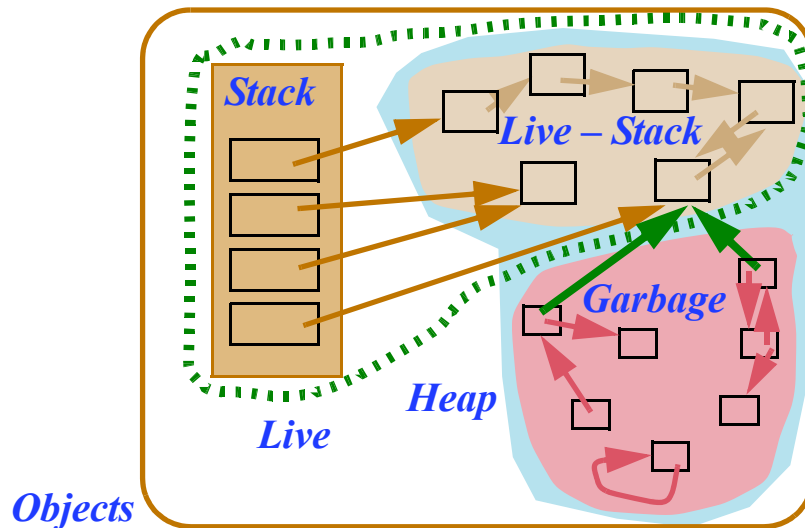 Stack
Live – Stack
Garbage
Heap
Live
Objects